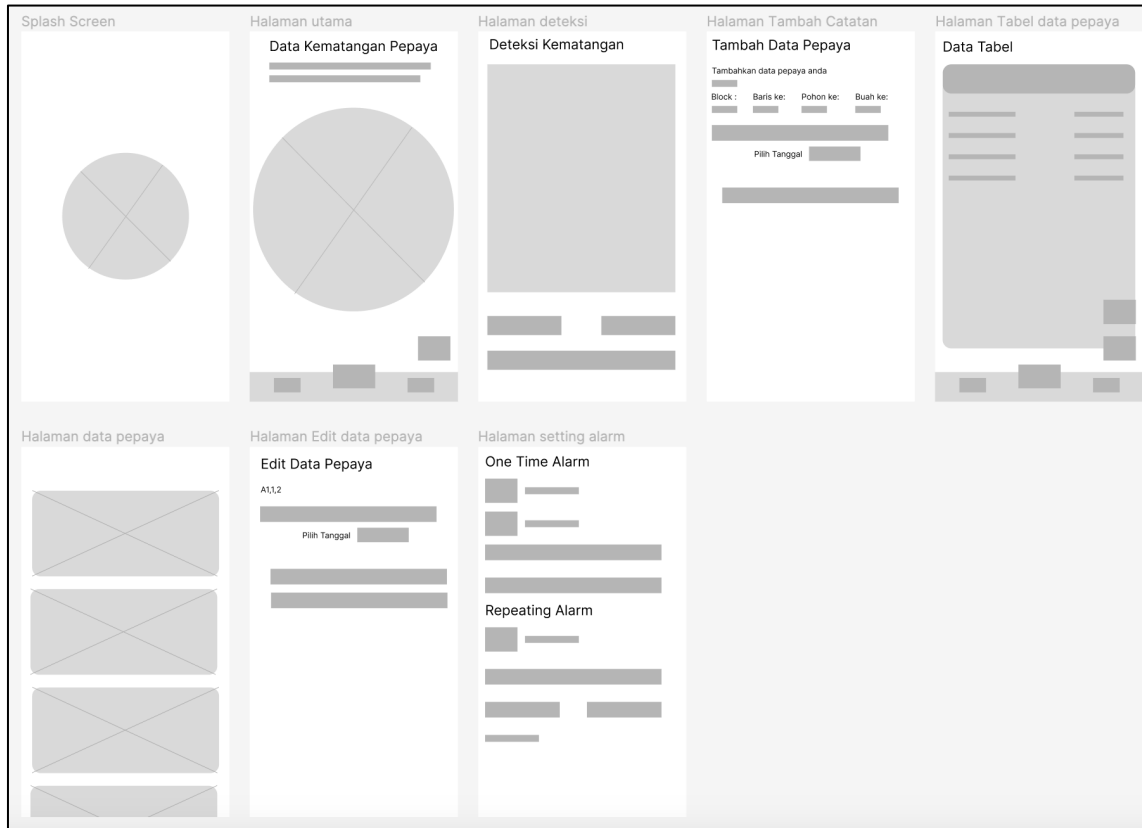 Splash Screen
Halaman utama
Halaman deteksi
Halaman Tambah Catatan
Halaman Tabel data pepaya
Data Kematangan Pepaya
Deteksi Kematangan
Tambah Data Pepaya
Tambahkan data pepaya anda
Block : Baris ke: Pohon ke: Buah ke:
Pilih Tanggal
Data Tabel
Halaman data pepaya
Halaman Edit data pepaya
Halaman setting alarm
Edit Data Pepaya
A1,1,2
Pilih Tanggal
One Time Alarm
Repeating Alarm